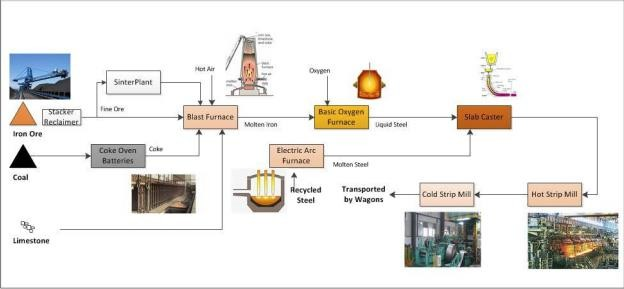 SinterPlant
Hot Air
Oxygen
Stacker
Reclaimer
Fine Ore
Iron Ore
Blast Furnace
Molten Iron
Basic Oxygen
Furnace
Liquid Steel
Slab Caster
Coke Oven
Batteries
Coke
Coal
Electric Arc
Furnace
Molten Steel
Recycled
Steel
Transported
by Wagons
Cold Strip Mill
Hot Strip Mill
Limestone